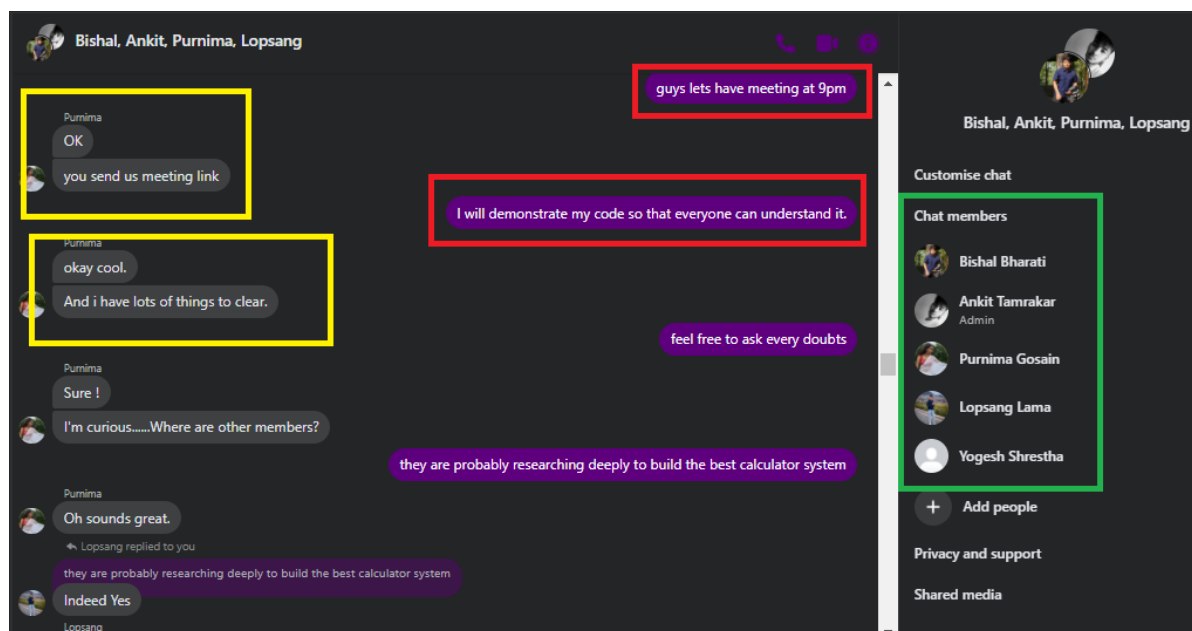 Bishal, Ankit, Purnima, Lopsang
guys lets have meeting at 9pm
Purnima
OK
you send us meeting link
I will demonstrate my code so that everyone can understand it.
Purnima
okay cool.
And i have lots of things to clear.
feel free to ask every doubts
Purnima
Sure !
I'm curious......Where are other members?
they are probably researching deeply to build the best calculator system
Purnima
Oh sounds great.
Lopsang replied to you
they are probably researching deeply to build the best calculator system
Indeed Yes
Lopsang
Bishal, Ankit, Purnima, Lopsang
Customise chat
Chat members
Bishal Bharati
Ankit Tamrakar
Admin
Purnima Gosain
Lopsang Lama
Yogesh Shrestha
+ Add people
Privacy and support
Shared media